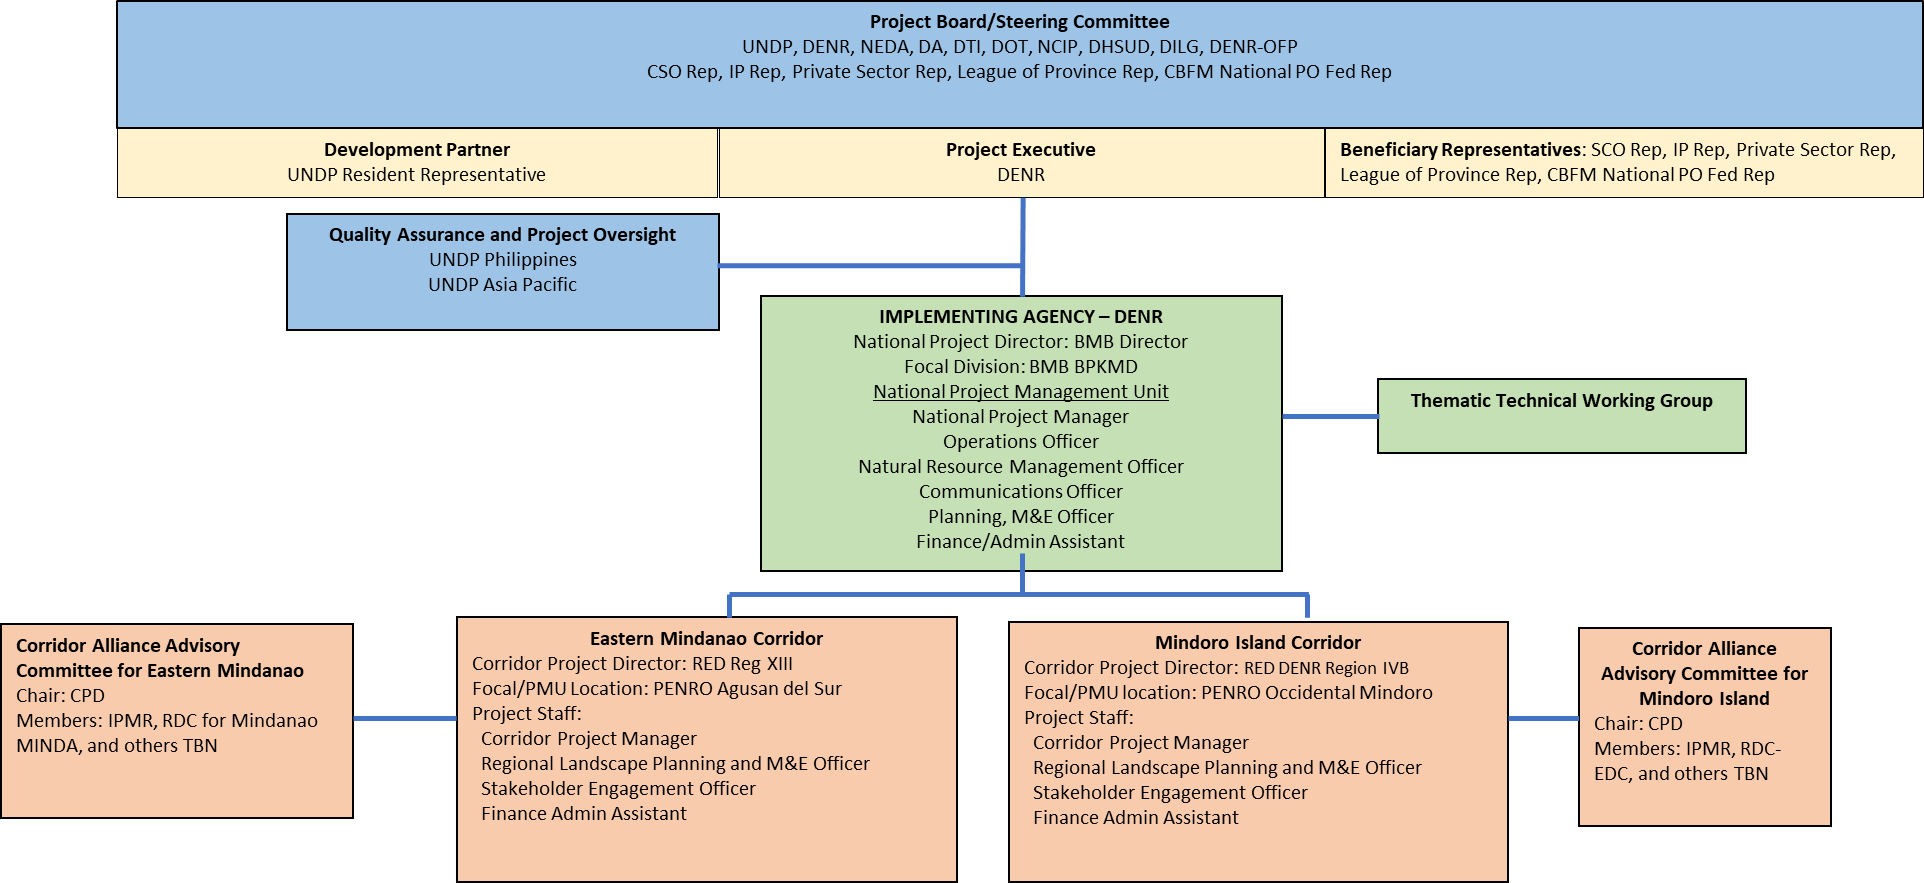 Project Board/Steering Committee
UNDP, DENR, NEDA, DA, DTI, DOT, NCIP, DHSUD, DILG, DENR-OFP
CSO Rep, IP Rep, Private Sector Rep, League of Province Rep, CBFM National PO Fed Rep
Development Partner
UNDP Resident Representative
Project Executive
DENR
Beneficiary Representatives: SCO Rep, IP Rep, Private Sector Rep,
League of Province Rep, CBFM National PO Fed Rep
Quality Assurance and Project Oversight
UNDP Philippines
UNDP Asia Pacific
IMPLEMENTING AGENCY – DENR
National Project Director: BMB Director
Focal Division: BMB BPKMD
National Project Management Unit
National Project Manager
Operations Officer
Natural Resource Management Officer
Communications Officer
Planning, M&E Officer
Finance/Admin Assistant
Thematic Technical Working Group
Corridor Alliance Advisory
Committee for Eastern Mindanao
Chair: CPD
Members: IPMR, RDC for Mindanao
MINDA, and others TBN
Eastern Mindanao Corridor
Corridor Project Director: RED Reg XIII
Focal/PMU Location: PENRO Agusan del Sur
Project Staff:
Corridor Project Manager
Regional Landscape Planning and M&E Officer
Stakeholder Engagement Officer
Finance Admin Assistant
Mindoro Island Corridor
Corridor Project Director: RED DENR Region IVB
Focal/PMU location: PENRO Occidental Mindoro
Project Staff:
Corridor Project Manager
Regional Landscape Planning and M&E Officer
Stakeholder Engagement Officer
Finance Admin Assistant
Corridor Alliance
Advisory Committee for
Mindoro Island
Chair: CPD
Members: IPMR, RDC-
EDC, and others TBN